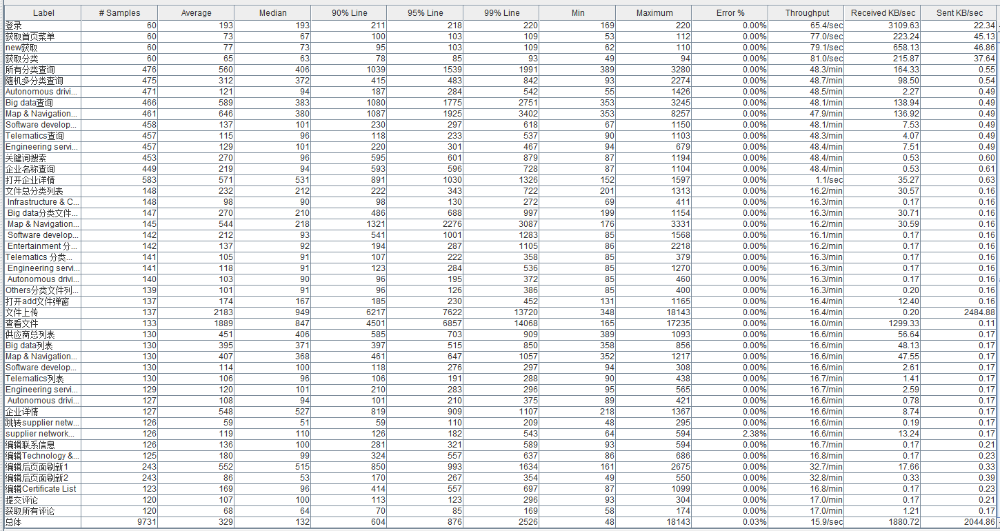 Label # Samples Average Median 90% Line 95% Line 99% Line Min Maximum Error % Throughput Received KB/sec Sent KB/sec
登录 60 193 193 211 218 220 169 220 0.00% 65.4/sec 3109.63 22.34
获取首页菜单 60 73 67 100 103 109 53 112 0.00% 77.0/sec 223.24 45.13
new获取 60 77 73 95 103 109 62 110 0.00% 79.1/sec 658.13 46.86
获取分类 60 65 63 78 85 93 49 94 0.00% 81.0/sec 215.87 37.64
所有分类查询 476 560 406 1039 1539 1991 389 3280 0.00% 48.3/min 164.33 0.55
随机多分类查询 475 312 372 415 483 842 93 2274 0.00% 48.7/min 98.50 0.54
Autonomous drivi... 471 121 94 187 284 542 55 1426 0.00% 48.5/min 2.27 0.49
Big data查询 466 589 383 1080 1775 2751 353 3245 0.00% 48.1/min 138.94 0.49
Map & Navigation... 461 646 380 1087 1925 3402 353 8257 0.00% 47.9/min 136.92 0.49
Software develop... 458 137 101 230 297 618 67 1150 0.00% 48.1/min 7.53 0.49
Telematics查询 457 115 96 118 233 537 90 1103 0.00% 48.3/min 4.07 0.49
Engineering servi... 457 129 101 220 301 467 94 679 0.00% 48.4/min 7.51 0.49
关键词搜索 453 270 96 595 601 879 87 1194 0.00% 48.4/min 0.53 0.60
企业名称查询 449 219 94 593 596 728 87 1104 0.00% 48.4/min 0.53 0.61
打开企业详情 583 571 531 891 1030 1326 152 1597 0.00% 1.1/sec 35.27 0.63
文件总分类列表 148 232 212 222 343 722 201 1313 0.00% 16.2/min 30.57 0.16
Infrastructure & C... 148 98 90 98 130 272 69 411 0.00% 16.3/min 0.17 0.16
Big data分类文件... 147 270 210 486 688 997 199 1154 0.00% 16.3/min 30.71 0.16
Map & Navigation... 145 544 218 1321 2276 3087 176 3331 0.00% 16.2/min 30.59 0.16
Software develop... 142 212 93 541 1001 1283 85 1568 0.00% 16.1/min 0.17 0.16
Entertainment 分... 142 137 92 194 287 1105 86 2218 0.00% 16.2/min 0.17 0.16
Telematics 分类... 141 105 91 107 222 358 85 379 0.00% 16.3/min 0.17 0.16
Engineering servi... 141 118 91 123 284 536 85 1270 0.00% 16.3/min 0.17 0.16
Autonomous drivi... 140 103 90 96 195 372 85 460 0.00% 16.3/min 0.17 0.16
Others分类文件列... 139 101 91 96 126 386 85 400 0.00% 16.3/min 0.20 0.16
打开add文件弹窗 137 174 167 185 230 452 131 1165 0.00% 16.4/min 12.40 0.16
文件上传 137 2183 949 6217 7622 13720 348 18143 0.00% 16.4/min 0.20 2484.88
查看文件 133 1889 847 4501 6857 14068 165 17235 0.00% 16.0/min 1299.33 0.11
供应商总列表 130 451 406 585 703 909 389 1093 0.00% 16.6/min 56.64 0.17
Big data列表 130 395 371 397 515 850 358 856 0.00% 16.6/min 48.13 0.17
Map & Navigation... 130 407 368 461 647 1057 352 1217 0.00% 16.6/min 47.55 0.17
Software develop... 130 114 100 118 276 297 94 308 0.00% 16.6/min 2.61 0.17
Telematics列表 130 106 96 106 191 288 90 438 0.00% 16.7/min 1.41 0.17
Engineering servi... 129 120 101 210 283 296 95 565 0.00% 16.6/min 2.59 0.17
Autonomous drivi... 127 108 94 101 210 375 89 421 0.00% 16.6/min 0.78 0.17
企业详情 127 548 527 819 909 1107 218 1367 0.00% 16.6/min 8.74 0.17
跳转supplier netw... 126 59 51 59 110 209 48 295 0.00% 16.6/min 0.19 0.17
supplier network... 126 119 110 126 182 543 64 594 2.38% 16.6/min 13.24 0.17
编辑联系信息 126 136 100 281 321 589 93 594 0.00% 16.7/min 0.17 0.21
编辑Technology &... 125 180 99 324 557 637 86 686 0.00% 16.8/min 0.17 0.23
编辑后页面刷新1 243 552 515 850 993 1634 161 2675 0.00% 32.7/min 17.66 0.33
编辑后页面刷新2 243 86 53 170 267 354 49 550 0.00% 32.8/min 0.33 0.39
编辑Certificate List 123 169 96 414 557 697 87 1099 0.00% 16.8/min 0.17 0.23
提交评论 120 107 100 113 123 296 93 304 0.00% 17.0/min 0.17 0.21
获取所有评论 120 68 64 70 85 169 58 174 0.00% 17.0/min 1.21 0.17
总体 9731 329 132 604 876 2526 48 18143 0.03% 15.9/sec 1880.72 2044.86